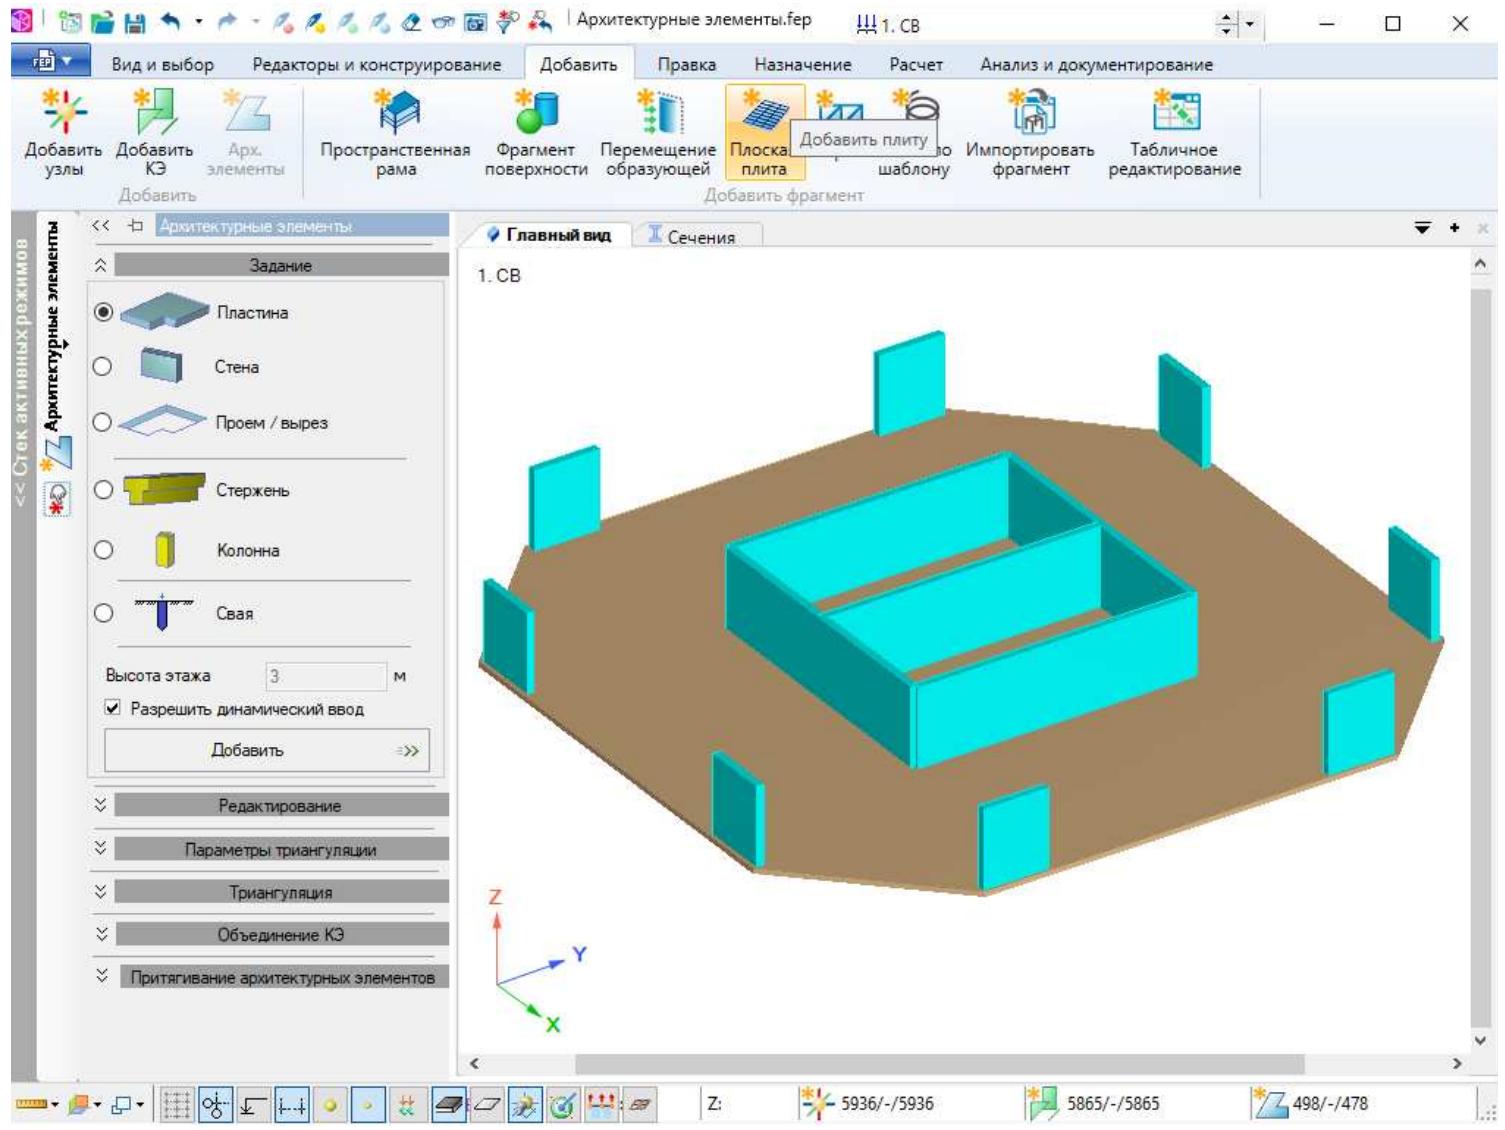 Архитектурные элементы.fep
1. СВ
FEP
Вид и выбор
Редакторы и конструирование
Добавить
Правка
Назначение
Расчет
Анализ и документирование
Добавить узлы
Добавить КЭ
Арх. элементы
Пространственная рама
Фрагмент поверхности
Перемещение образующей
Плоска
плита
Добавить плиту
шаблону
Импортировать фрагмент
Табличное редактирование
Добавить
Добавить фрагмент
<< Стек активных режимов
Архитектурные элементы
<< Архитектурные элементы
Задание
Пластина
Стена
Проем / вырез
Стержень
Колонна
Свая
Высота этажа 3 м
Разрешить динамический ввод
Добавить
Редактирование
Параметры триангуляции
Триангуляция
Объединение КЭ
Притягивание архитектурных элементов
Главный вид
Сечения
1. СВ
Z
Y
X
Z:
5936/-/5936
5865/-/5865
498/-/478